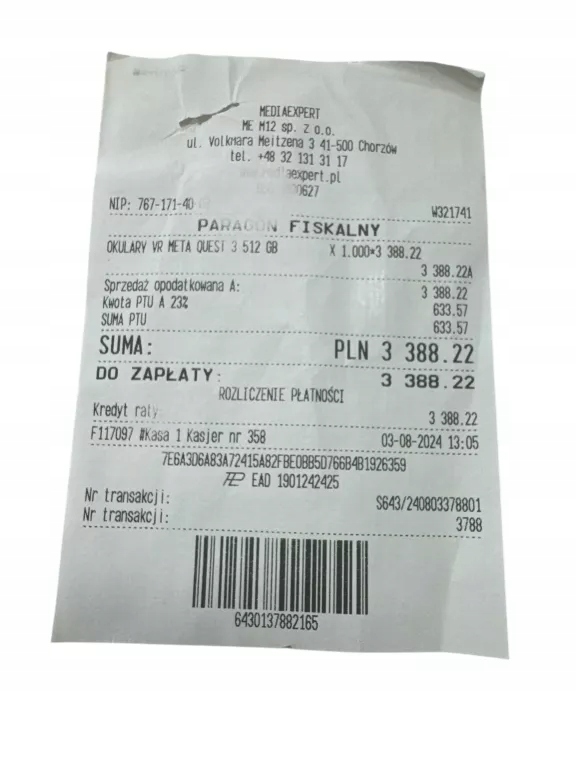 MEDIAEXPERT
ME M12 sp. z o.o.
ul. Volkmara Meitzena 3 41-500 Chorzów
tel. +48 32 131 31 17
NIP: 767-171-40
W321741
PARAGON FISKALNY
OKULARY VR META QUEST 3 512 GB X 1.000*3 388.22
3 388.22A
Sprzedaż opodatkowana A: 3 388.22
Kwota PTU A 23% 633.57
SUMA PTU 633.57
SUMA: PLN 3 388.22
DO ZAPŁATY: 3 388.22
ROZLICZENIE PŁATNOŚCI
Kredyt raty 3 388.22
F117097 #Kasa 1 Kasjer nr 358 03-08-2024 13:05
7E6A3D6A83A72415A82FBE0BB5D766B4B1926359
EAD 1901242425
Nr transakcji: S643/240803378801
Nr transakcji: 3788
6430137882165